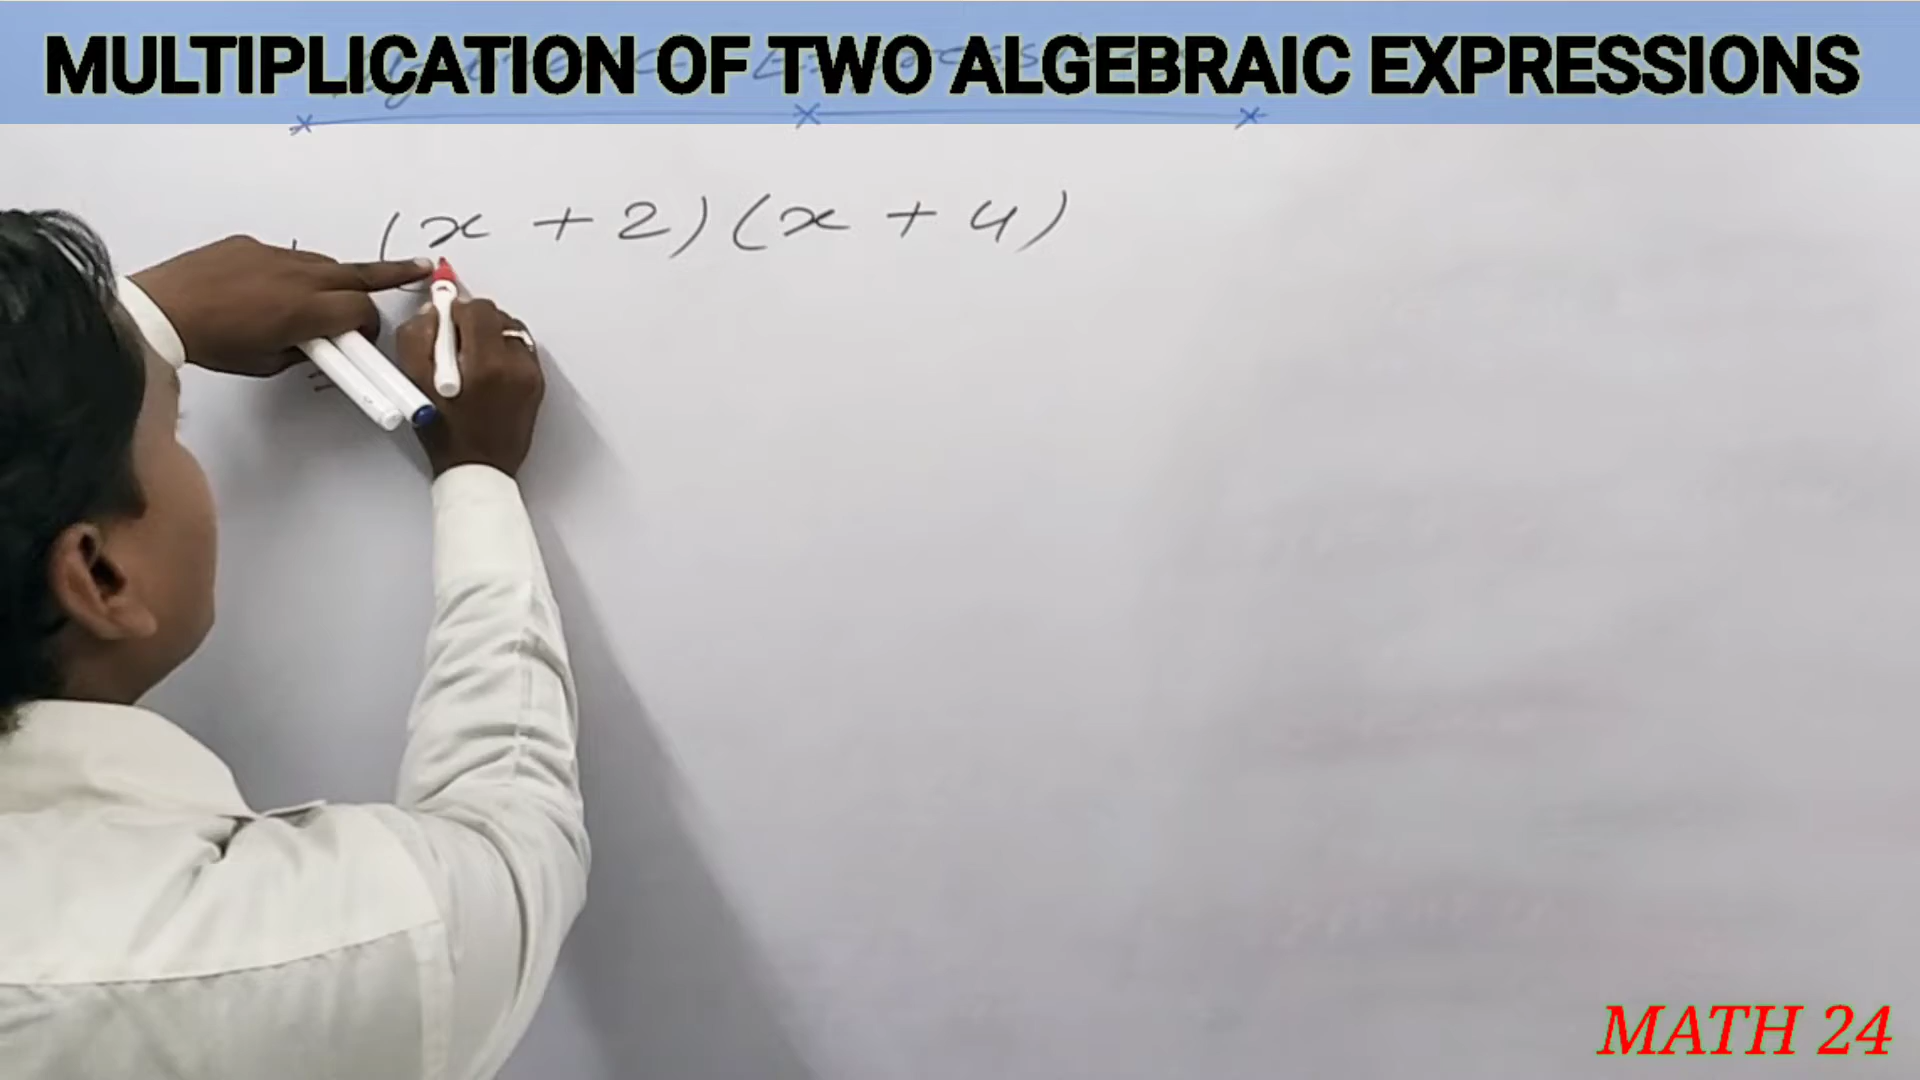 MULTIPLICATION OF TWO ALGEBRAIC EXPRESSIONS
(x + 2) (x + 4)
MATH 24